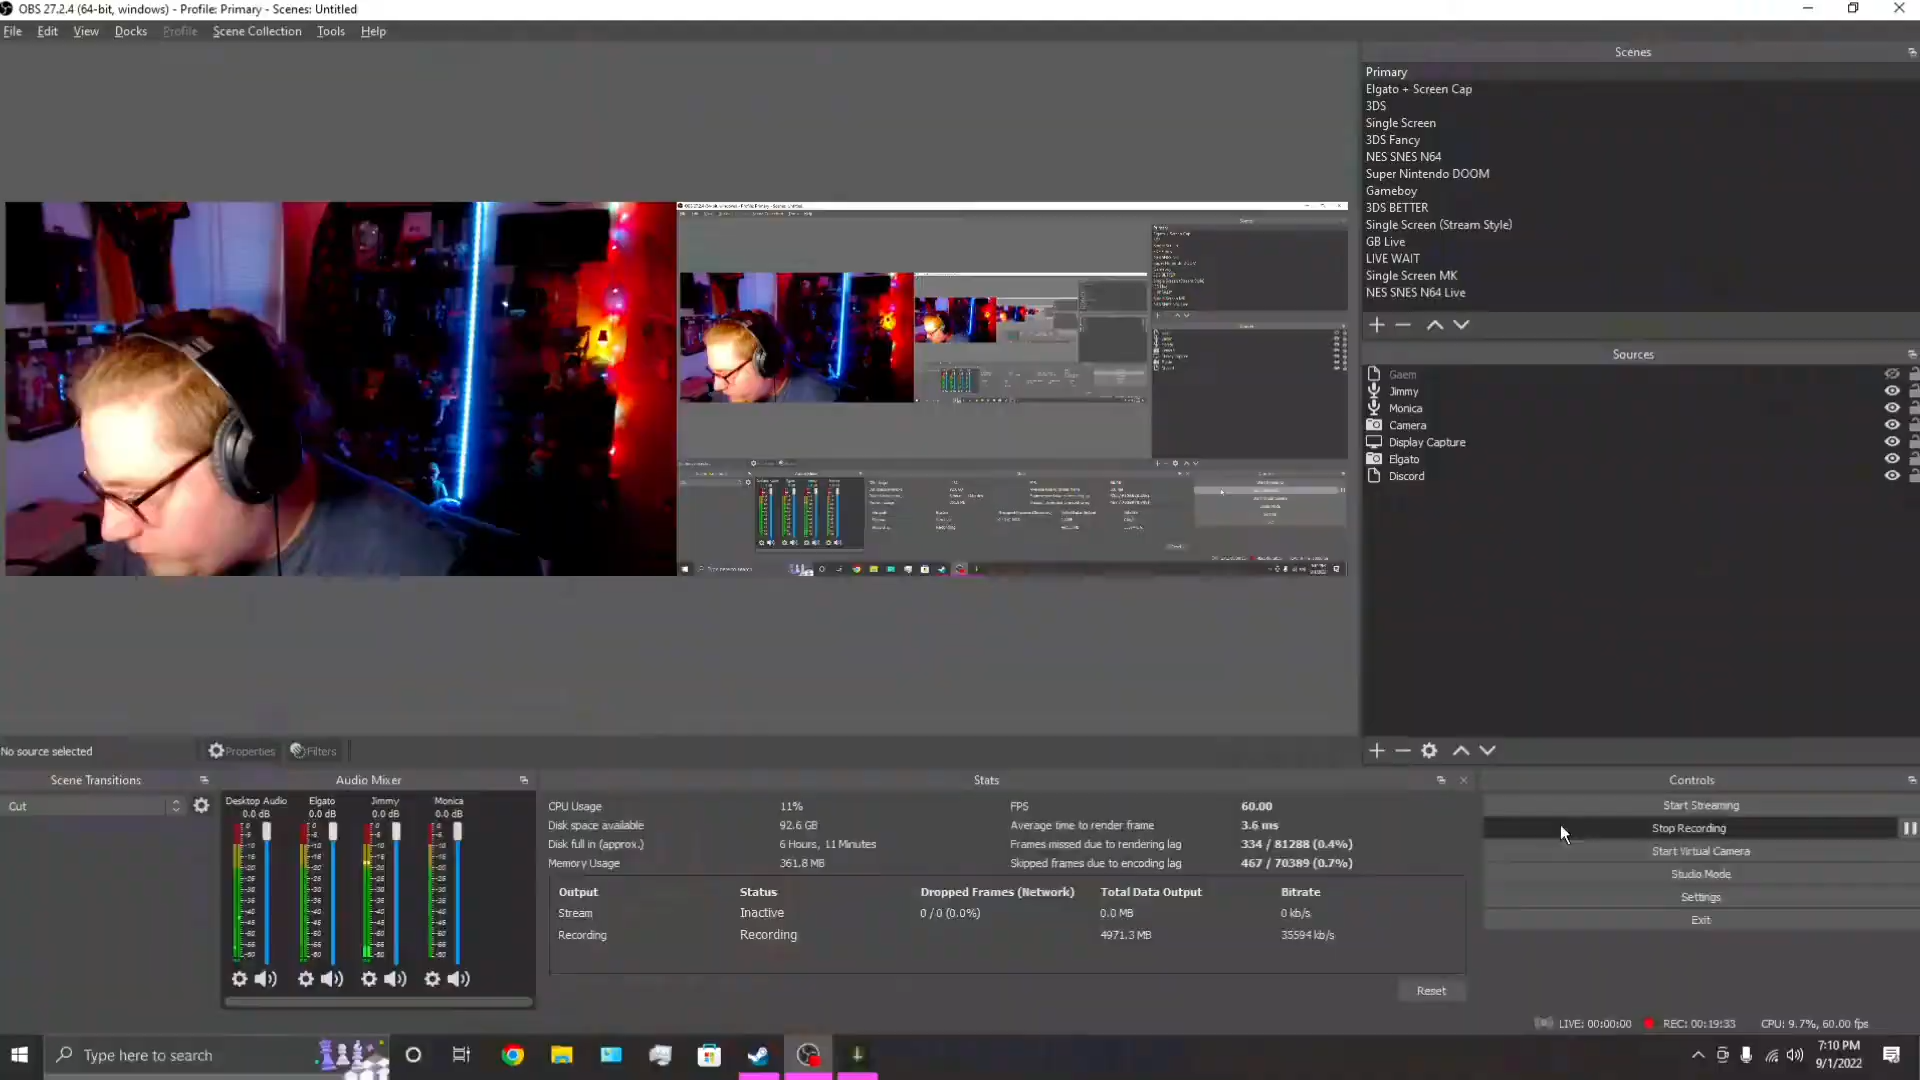 OBS 27.2.4 (64-bit, windows) - Profile: Primary - Scenes: Untitled
File Edit View Docks Profile Scene Collection Tools Help
Scenes
Primary
Elgato + Screen Cap
3DS
Single Screen
3DS Fancy
NES SNES N64
Super Nintendo DOOM
Gameboy
3DS BETTER
Single Screen (Stream Style)
GB Live
LIVE WAIT
Single Screen MK
NES SNES N64 Live
Sources
Gaem
Jimmy
Monica
Camera
Display Capture
Elgato
Discord
No source selected Properties Filters
Scene Transitions
Cut
Audio Mixer
Desktop Audio Elgato Jimmy Monica
0.0 dB 0.0 dB 0.0 dB 0.0 dB
Stats
CPU Usage 11% FPS 60.00
Disk space available 92.6 GB Average time to render frame 3.6 ms
Disk full in (approx.) 6 Hours, 11 Minutes Frames missed due to rendering lag 334 / 81288 (0.4%)
Memory Usage 361.8 MB Skipped frames due to encoding lag 467 / 70389 (0.7%)
Output Status Dropped Frames (Network) Total Data Output Bitrate
Stream Inactive 0 / 0 (0.0%) 0.0 MB 0 kb/s
Recording Recording 4971.3 MB 35594 kb/s
Reset
Controls
Start Streaming
Stop Recording
Start Virtual Camera
Studio Mode
Settings
Exit
LIVE: 00:00:00 REC: 00:19:33 CPU: 9.7%, 60.00 fps
Type here to search
7:10 PM
9/1/2022